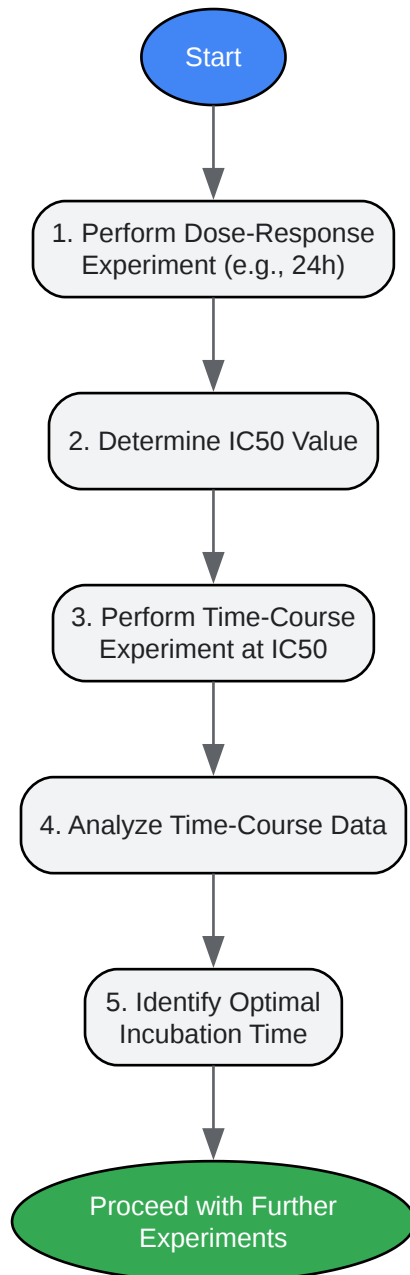 Start
1. Perform Dose-Response
Experiment (e.g., 24h)
2. Determine IC50 Value
3. Perform Time-Course
Experiment at IC50
4. Analyze Time-Course Data
5. Identify Optimal
Incubation Time
Proceed with Further
Experiments